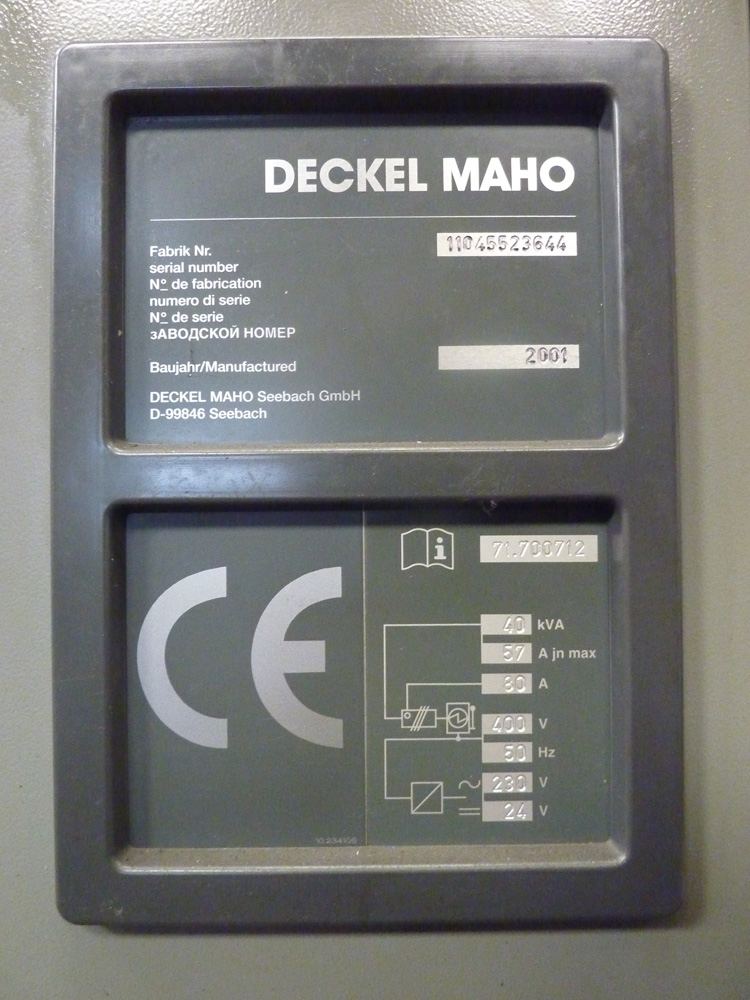 DECKEL MAHO
Fabrik Nr. 11045523644
serial number
Nº de fabrication
numero di serie
Nº de serie
зАВОДСКОЙ НОМЕР
Baujahr/Manufactured 2001
DECKEL MAHO Seebach GmbH
D-99846 Seebach
CE
i 71.700712
40 kVA
57 A jn max
80 A
400 V
50 Hz
230 V
24 V